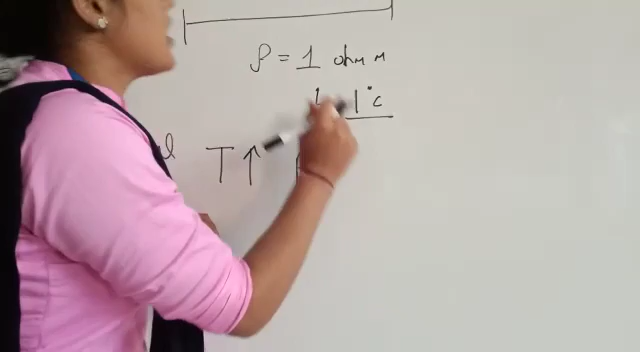 ρ = 1 ohm m
1°c
T ↑